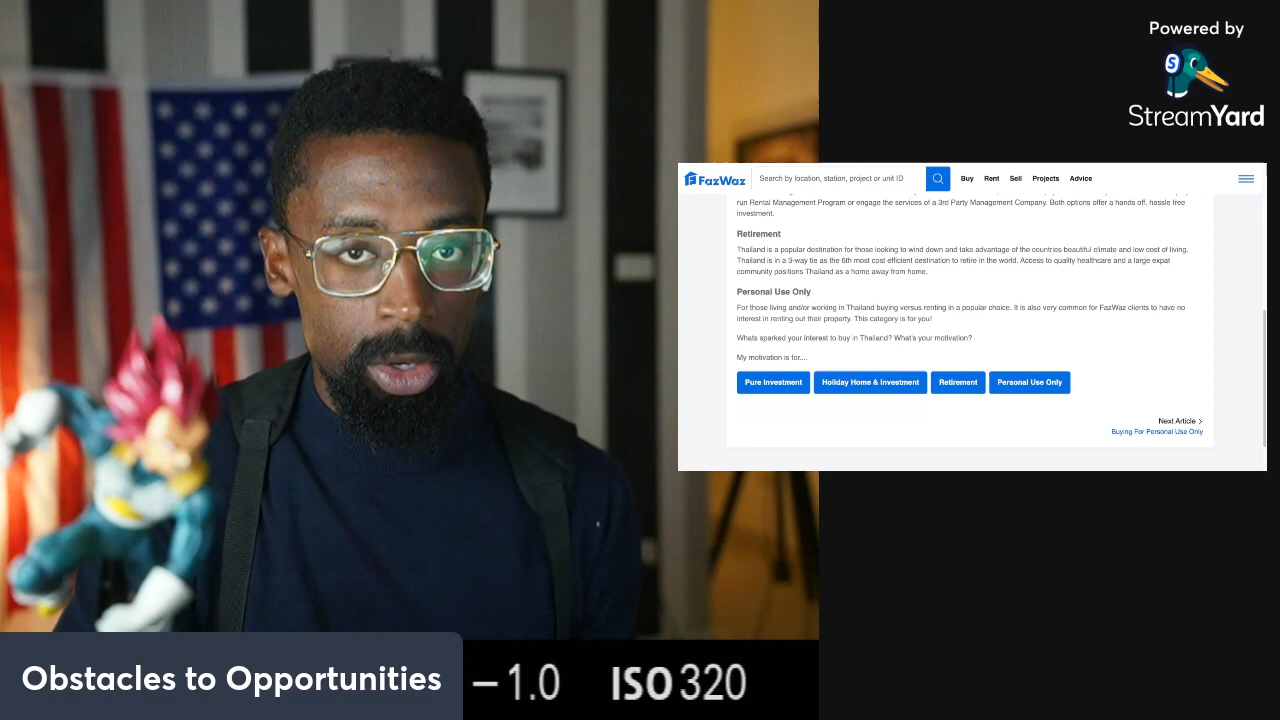 Powered by
StreamYard
FazWaz
Search by location, station, project or unit ID
Buy Rent Sell Projects Advice
run Rental Management Program or engage the services of a 3rd Party Management Company. Both options offer a hands off, hassle free
investment.
Retirement
Thailand is a popular destination for those looking to wind down and take advantage of the countries beautiful climate and low cost of living.
Thailand is in a 3-way tie as the 6th most cost efficient destination to retire in the world. Access to quality healthcare and a large expat
community positions Thailand as a home away from home.
Personal Use Only
For those living and/or working in Thailand buying versus renting in a popular choice. It is also very common for FazWaz clients to have no
interest in renting out their property. This category is for you!
Whats sparked your interest to buy in Thailand? What's your motivation?
My motivation is for....
Pure Investment Holiday Home & Investment Retirement Personal Use Only
Next Article >
Buying For Personal Use Only
Obstacles to Opportunities
– 1.0 ISO 320